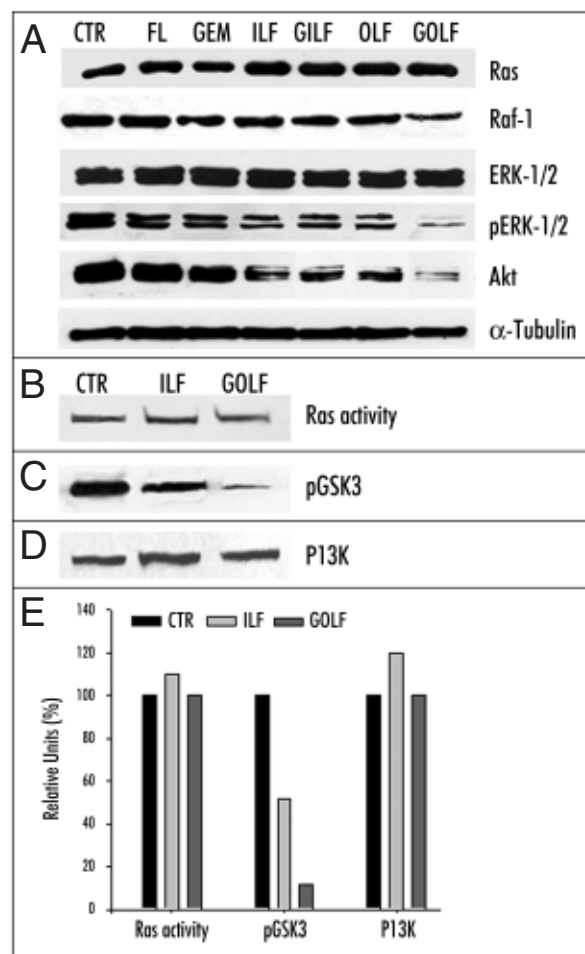 A
CTR FL GEM ILF GILF OLF GOLF
Ras
Raf-1
ERK-1/2
pERK-1/2
Akt
α-Tubulin
B
CTR ILF GOLF
Ras activity
C
pGSK3
D
P13K
E
140
CTR ILF GOLF
120
100
80
60
40
20
0
Relative Units (%)
Ras activity pGSK3 P13K